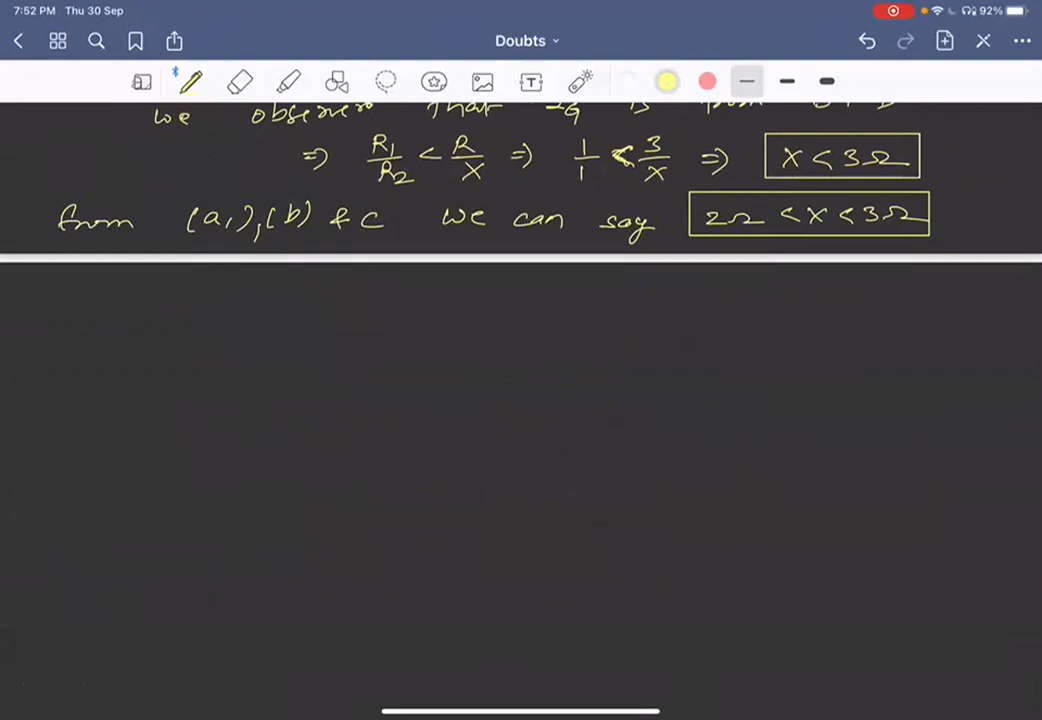 7:52 PM Thu 30 Sep
92%
Doubts
T
we observe that is
=> R₁/R₂ < R/X => 1/1 < 3/x => X < 3Ω
from (a,),(b) & C we can say 2Ω < X < 3Ω